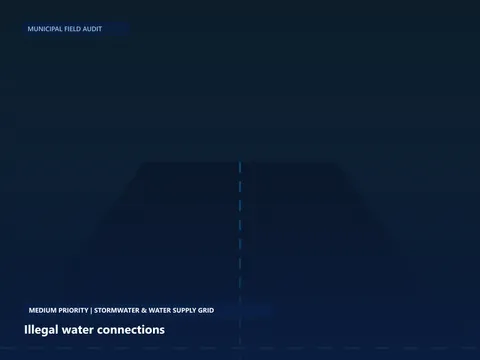 MUNICIPAL FIELD AUDIT
MEDIUM PRIORITY | STORMWATER & WATER SUPPLY GRID
Illegal water connections